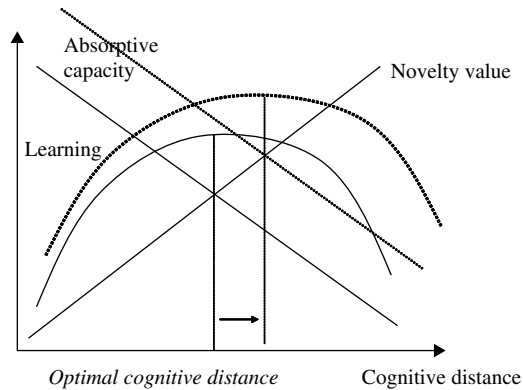 Absorptive
capacity
Novelty value
Learning
Optimal cognitive distance
Cognitive distance